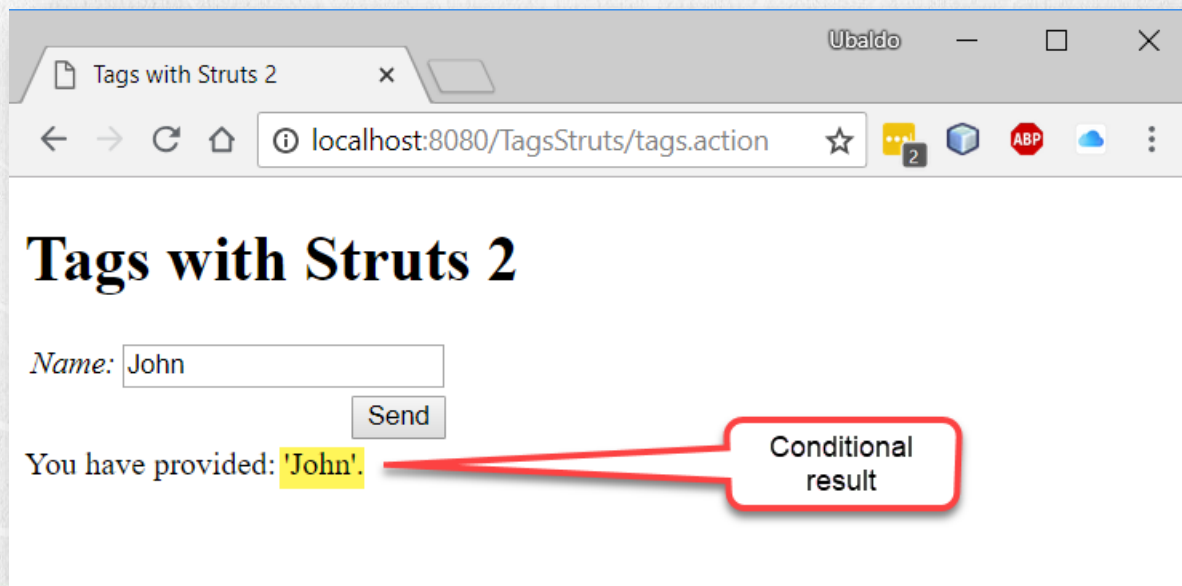 Ubaldo
Tags with Struts 2
localhost:8080/TagsStruts/tags.action
2
ABP
Tags with Struts 2
Name: John
Send
You have provided: 'John'.
Conditional
result